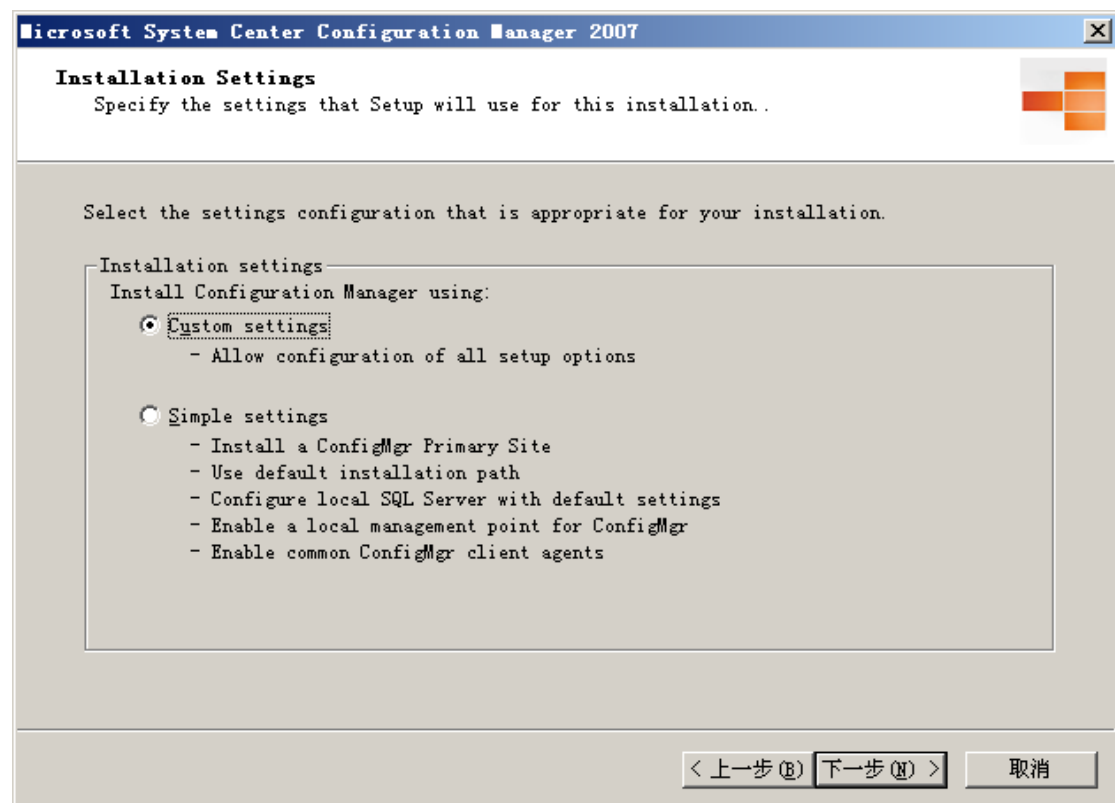 Microsoft System Center Configuration Manager 2007
Installation Settings
Specify the settings that Setup will use for this installation..
Select the settings configuration that is appropriate for your installation.
Installation settings
Install Configuration Manager using:
Custom settings
- Allow configuration of all setup options
Simple settings
- Install a ConfigMgr Primary Site
- Use default installation path
- Configure local SQL Server with default settings
- Enable a local management point for ConfigMgr
- Enable common ConfigMgr client agents
< 上一步(B) 下一步(N) > 取消